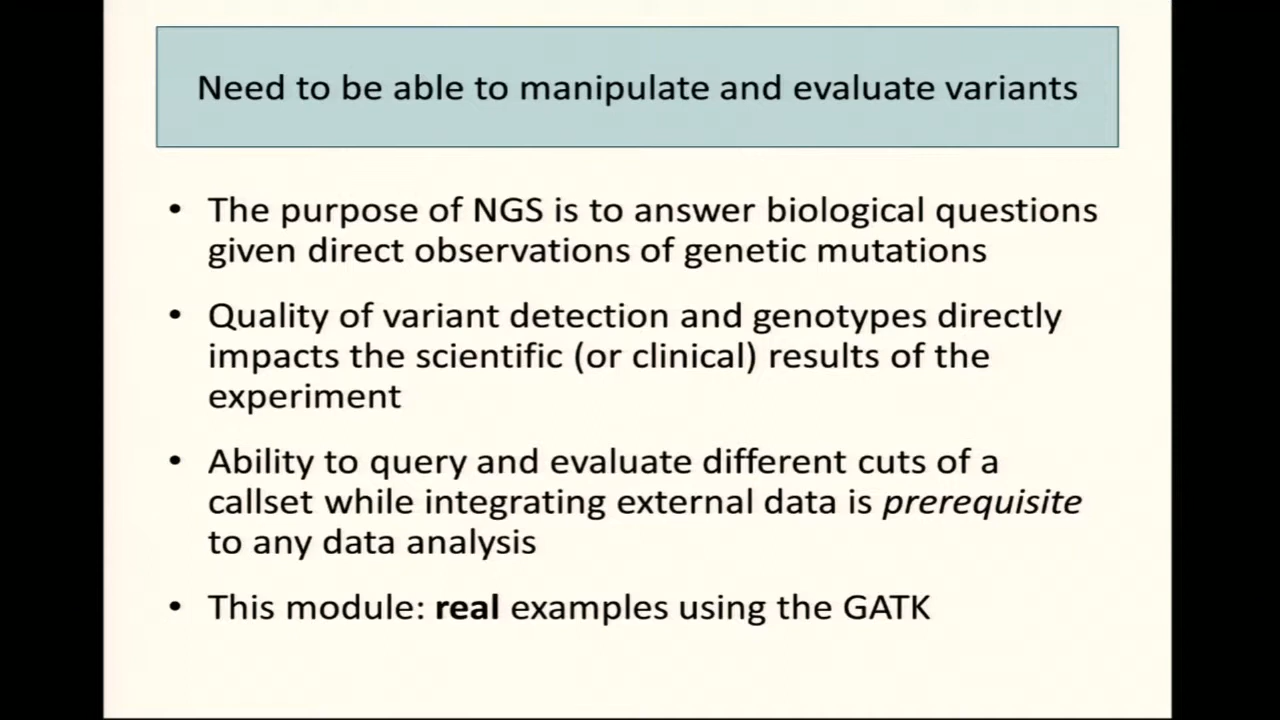 Need to be able to manipulate and evaluate variants
• The purpose of NGS is to answer biological questions
given direct observations of genetic mutations
• Quality of variant detection and genotypes directly
impacts the scientific (or clinical) results of the
experiment
• Ability to query and evaluate different cuts of a
callset while integrating external data is prerequisite
to any data analysis
• This module: real examples using the GATK